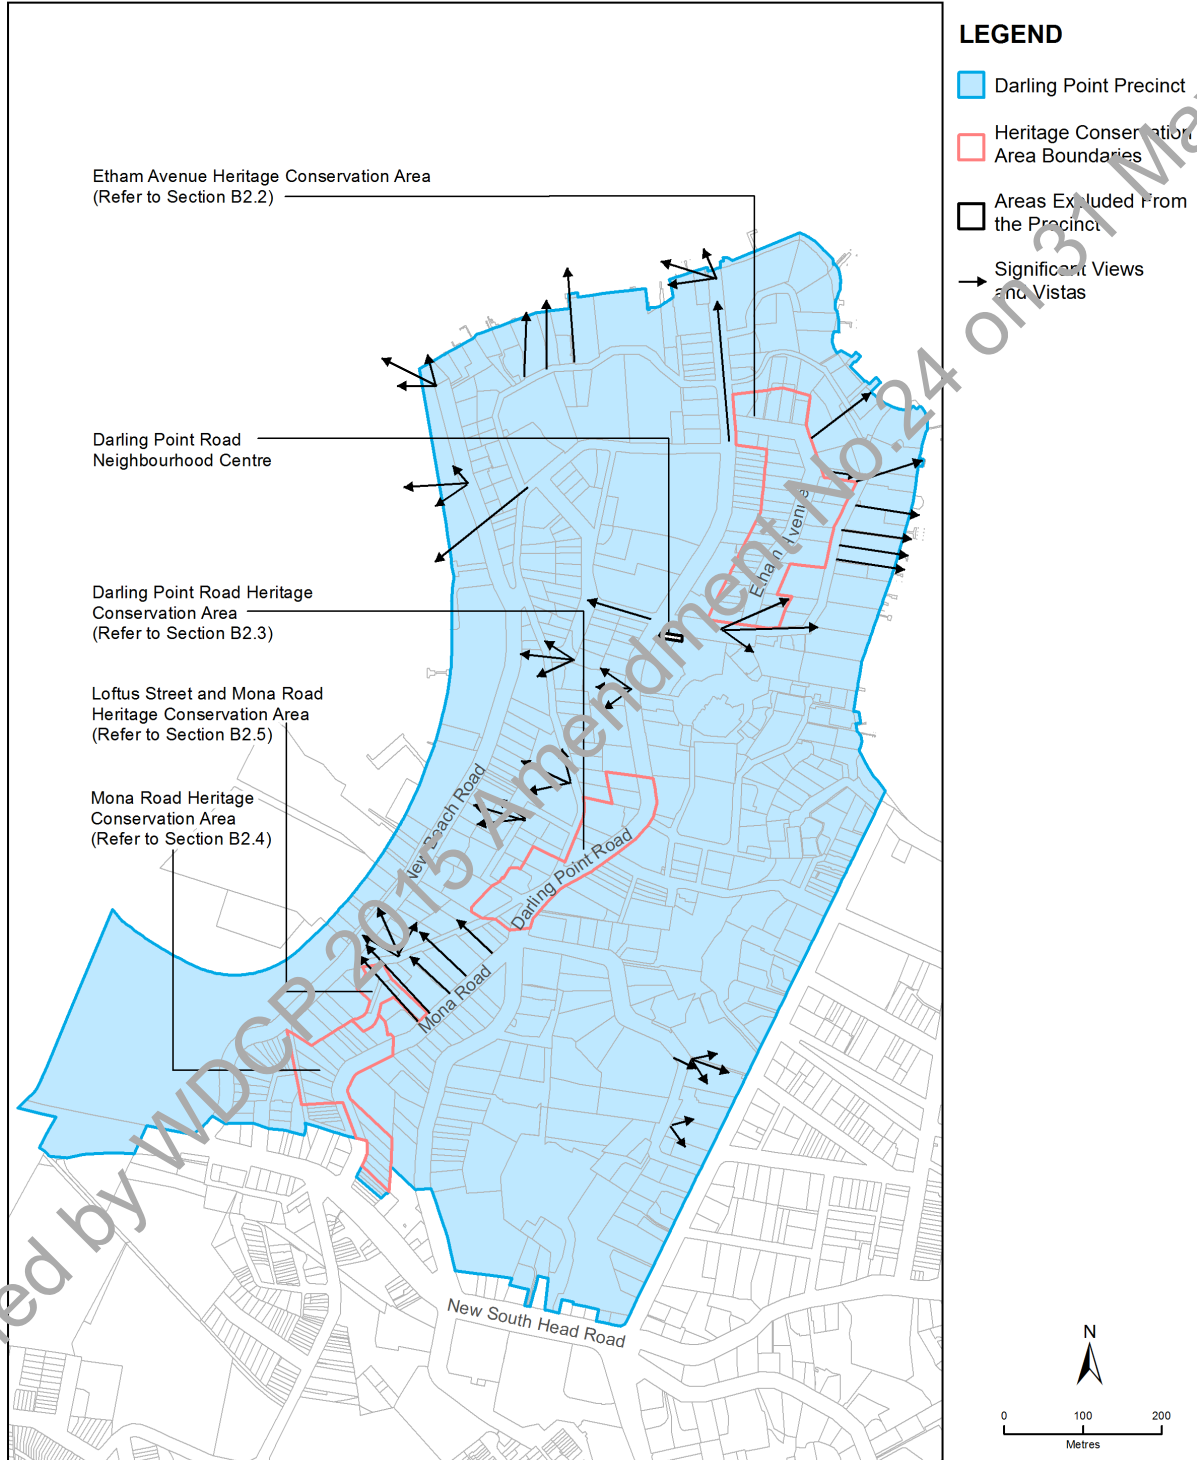 LEGEND
Darling Point Precinct
Heritage Conservation
Area Boundaries
Areas Excluded From
the Precinct
Significant Views
and Vistas
Etham Avenue Heritage Conservation Area
(Refer to Section B2.2)
Darling Point Road
Neighbourhood Centre
Darling Point Road Heritage
Conservation Area
(Refer to Section B2.3)
Loftus Street and Mona Road
Heritage Conservation Area
(Refer to Section B2.5)
Mona Road Heritage
Conservation Area
(Refer to Section B2.4)
Etham Avenue
New Beach Road
Darling Point Road
Mona Road
New South Head Road
N
0 100 200
Metres
by WDCP 2015 Amendment No.24 on 31